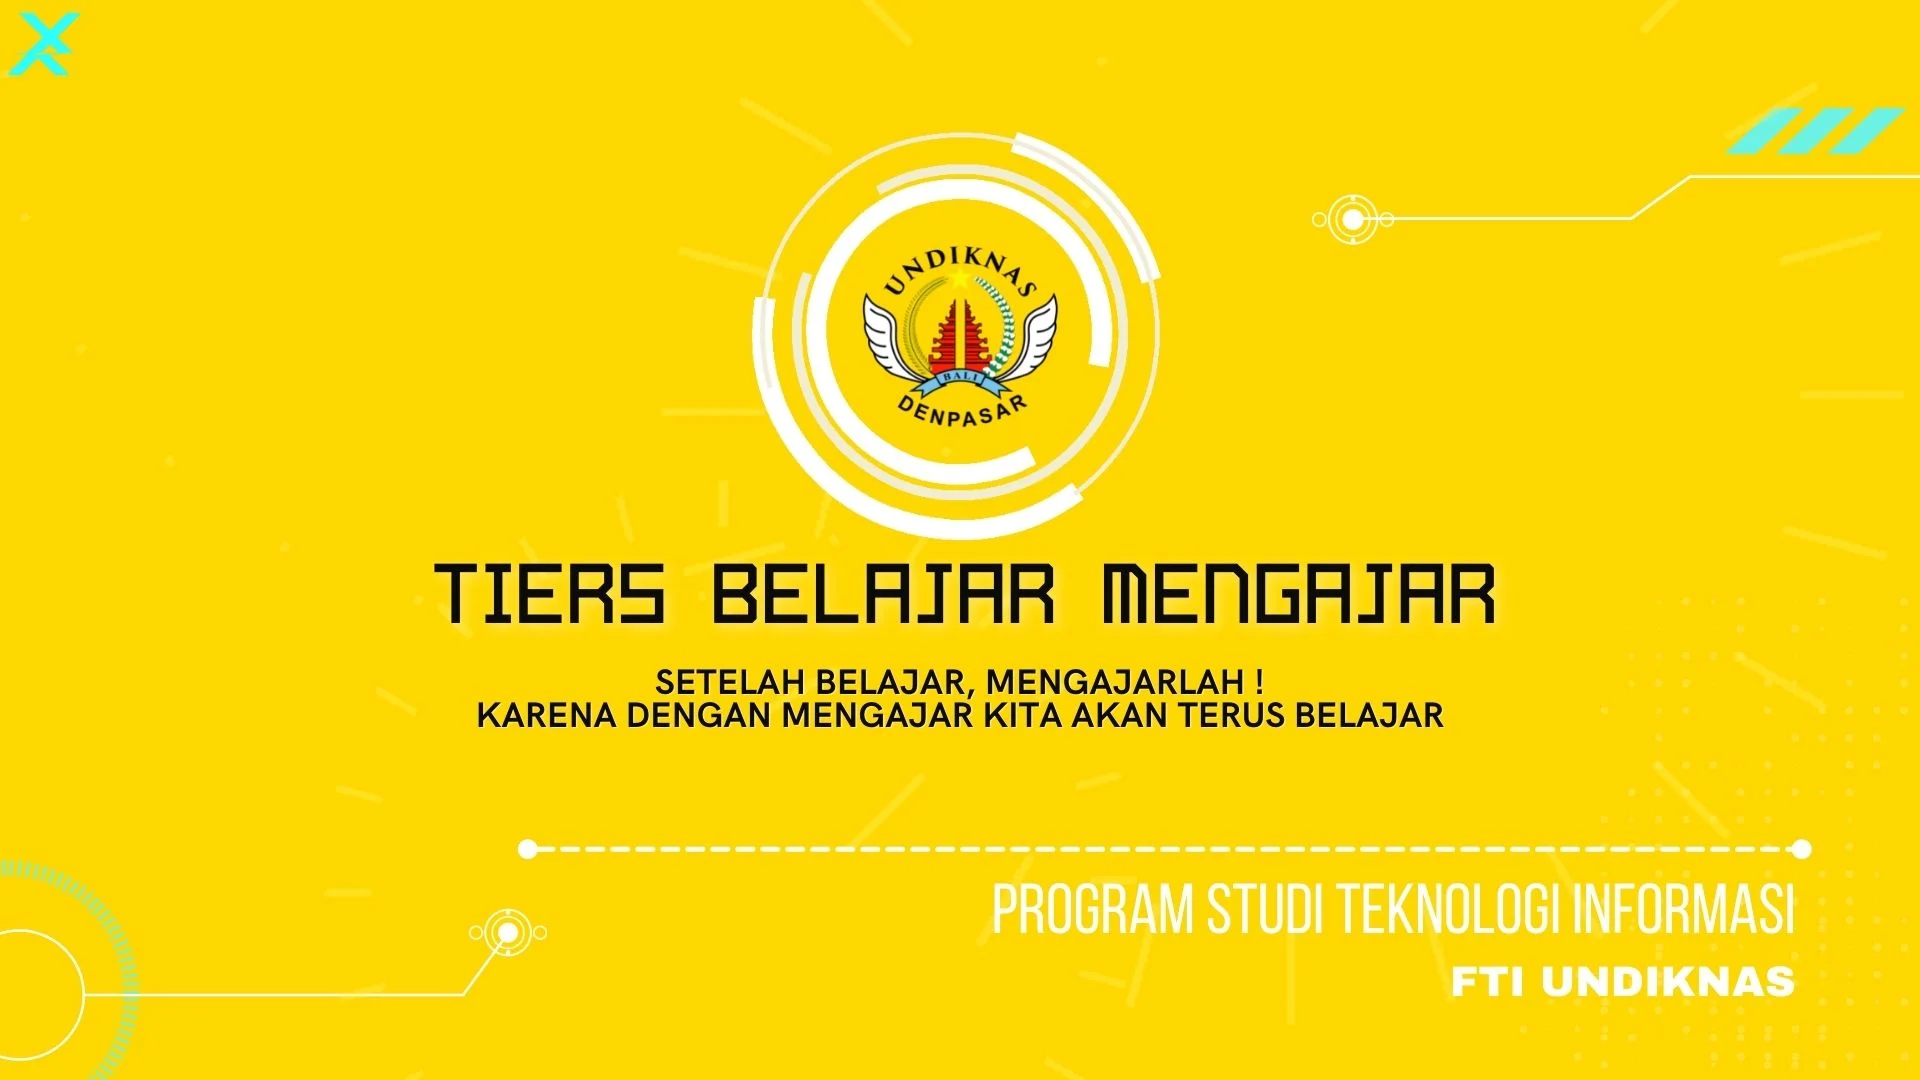 UNDIKNAS
BALI
DENPASAR
TIERS BELAJAR MENGAJAR
SETELAH BELAJAR, MENGAJARLAH !
KARENA DENGAN MENGAJAR KITA AKAN TERUS BELAJAR
PROGRAM STUDI TEKNOLOGI INFORMASI
FTI UNDIKNAS